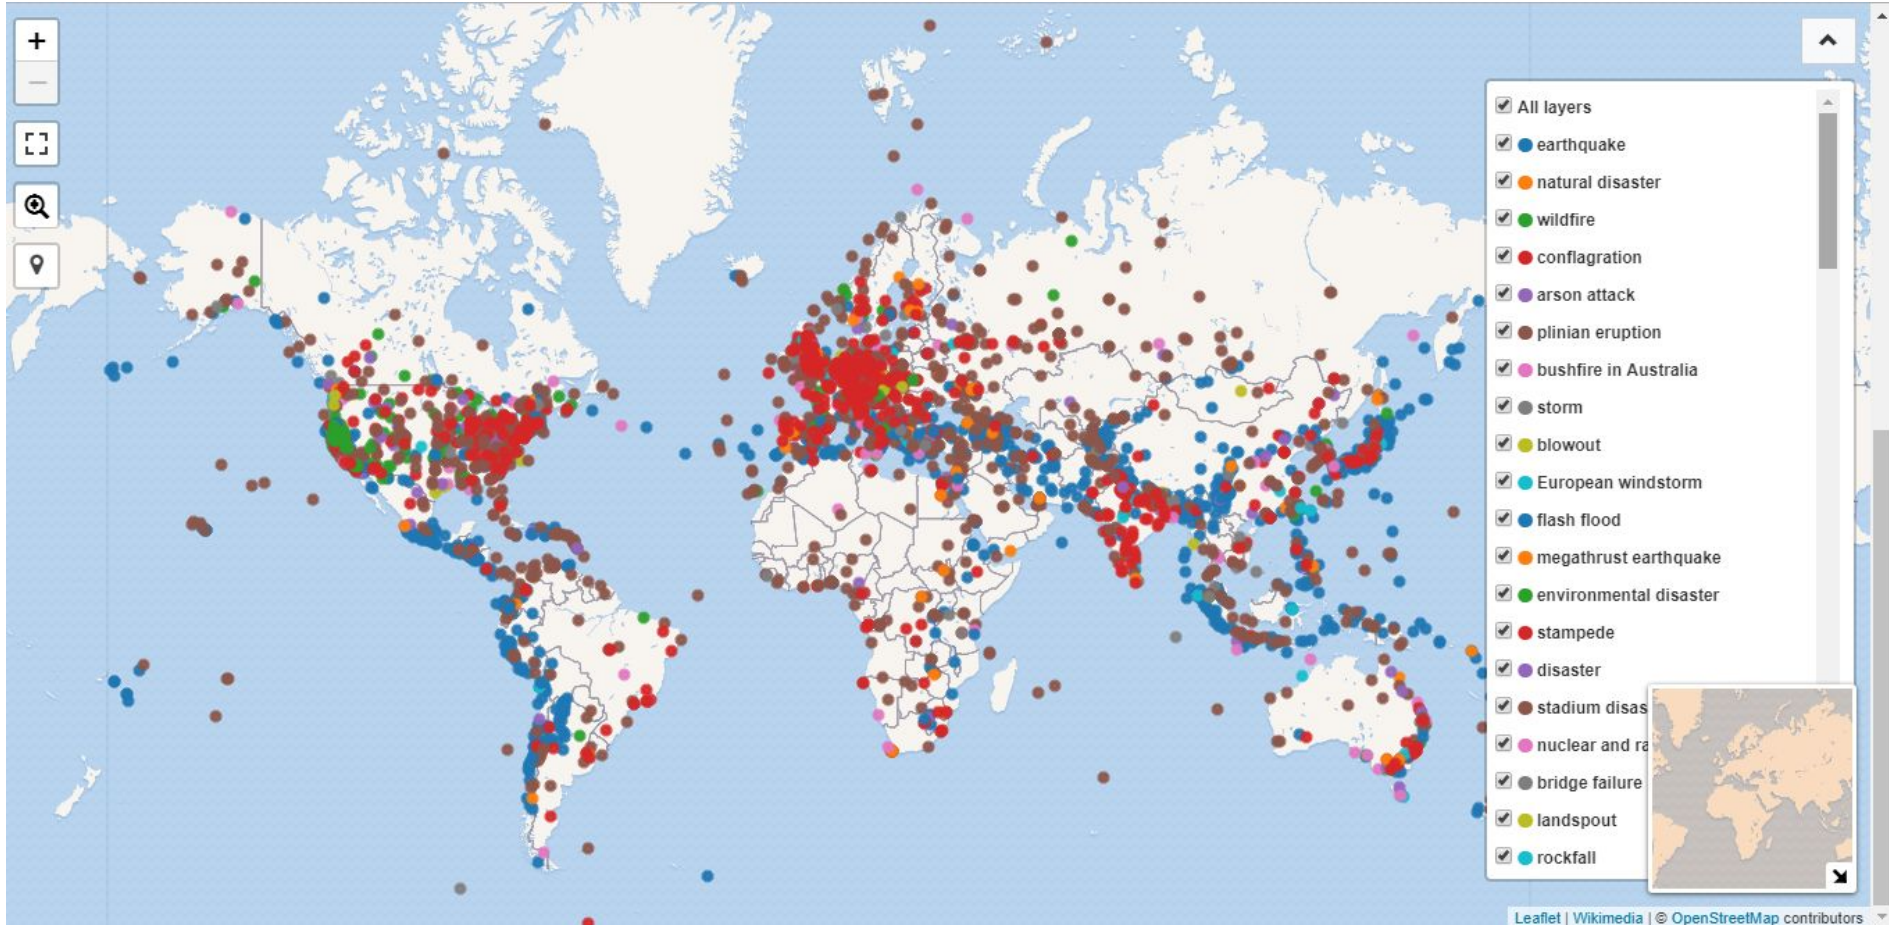 +
All layers
earthquake
natural disaster
wildfire
conflagration
arson attack
plinian eruption
bushfire in Australia
storm
blowout
European windstorm
flash flood
megathrust earthquake
environmental disaster
stampede
disaster
stadium disas
nuclear and ra
bridge failure
landspout
rockfall
Leaflet | Wikimedia | © OpenStreetMap contributors